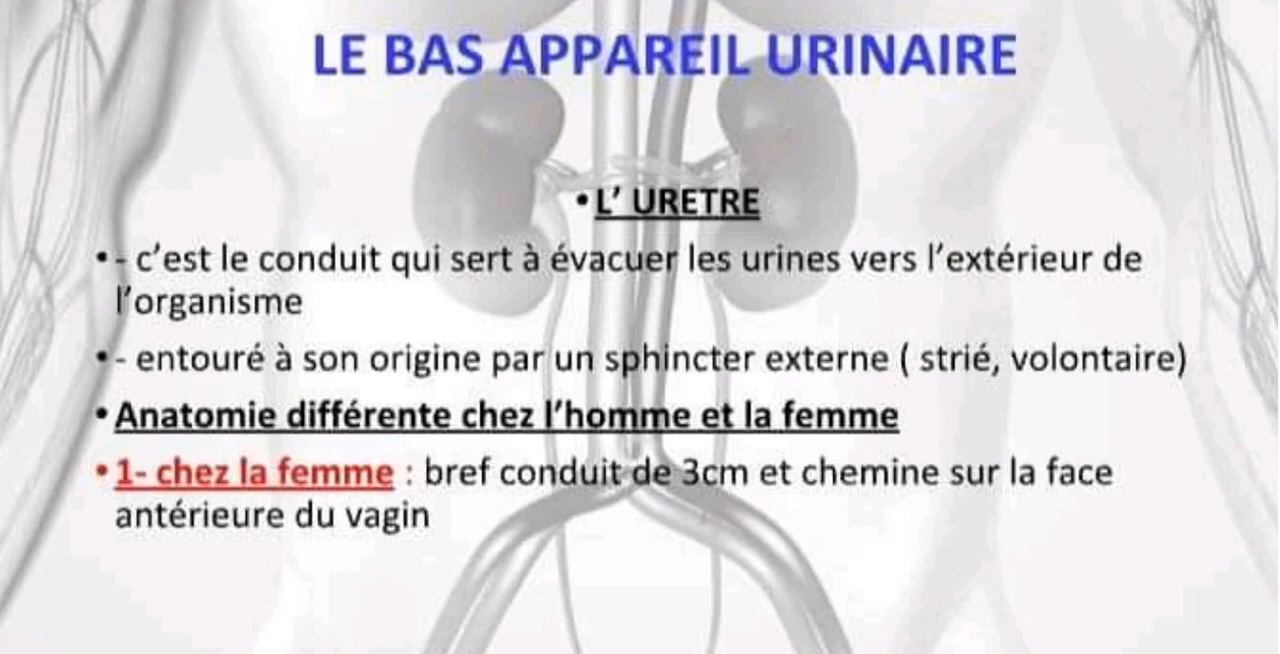 LE BAS APPAREIL URINAIRE
• L' URETRE
• - c'est le conduit qui sert à évacuer les urines vers l'extérieur de
l'organisme
• - entouré à son origine par un sphincter externe ( strié, volontaire)
• Anatomie différente chez l'homme et la femme
• 1- chez la femme : bref conduit de 3cm et chemine sur la face
antérieure du vagin